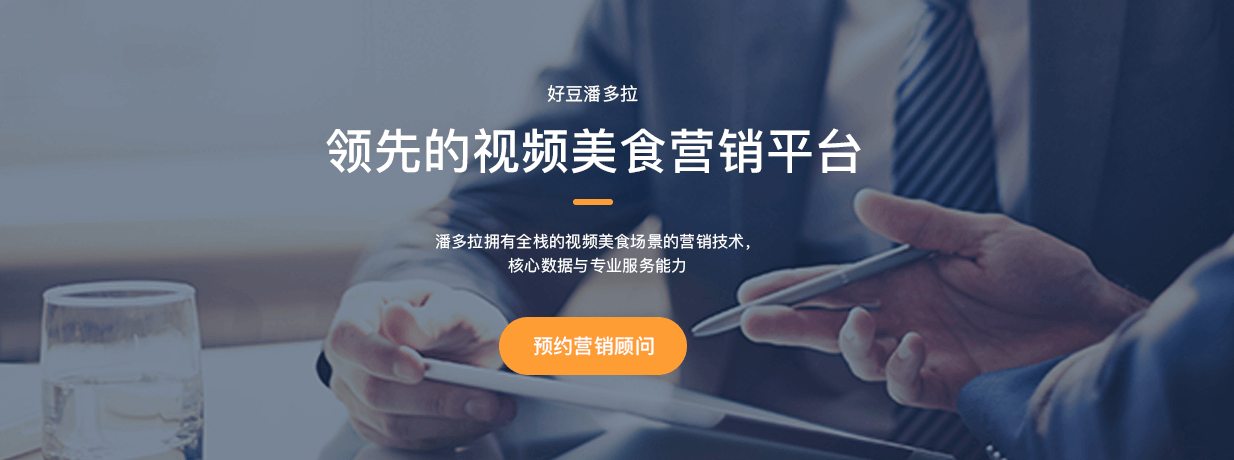 好豆潘多拉
领先的视频美食营销平台
潘多拉拥有全栈的视频美食场景的营销技术，
核心数据与专业服务能力
预约营销顾问